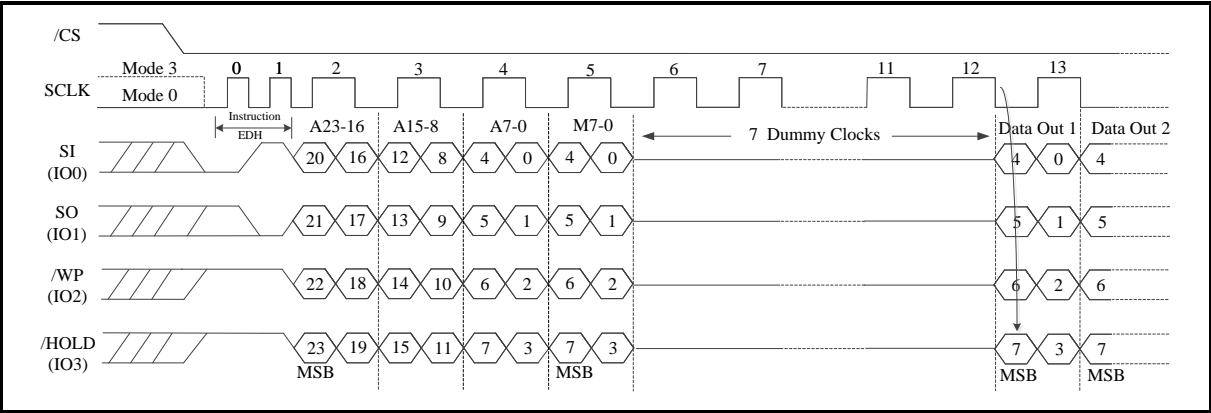 /CS
Mode 3 0 1 2 3 4 5 6 7 11 12 13
SCLK
Mode 0
Instruction
EDH A23-16 A15-8 A7-0 M7-0 7 Dummy Clocks Data Out 1 Data Out 2
SI
(IO0) 20 16 12 8 4 0 4 0 4 0 4
SO
(IO1) 21 17 13 9 5 1 5 1 5 1 5
/WP
(IO2) 22 18 14 10 6 2 6 2 6 2 6
/HOLD
(IO3) 23 19 15 11 7 3 7 3 7 3 7
MSB MSB MSB MSB